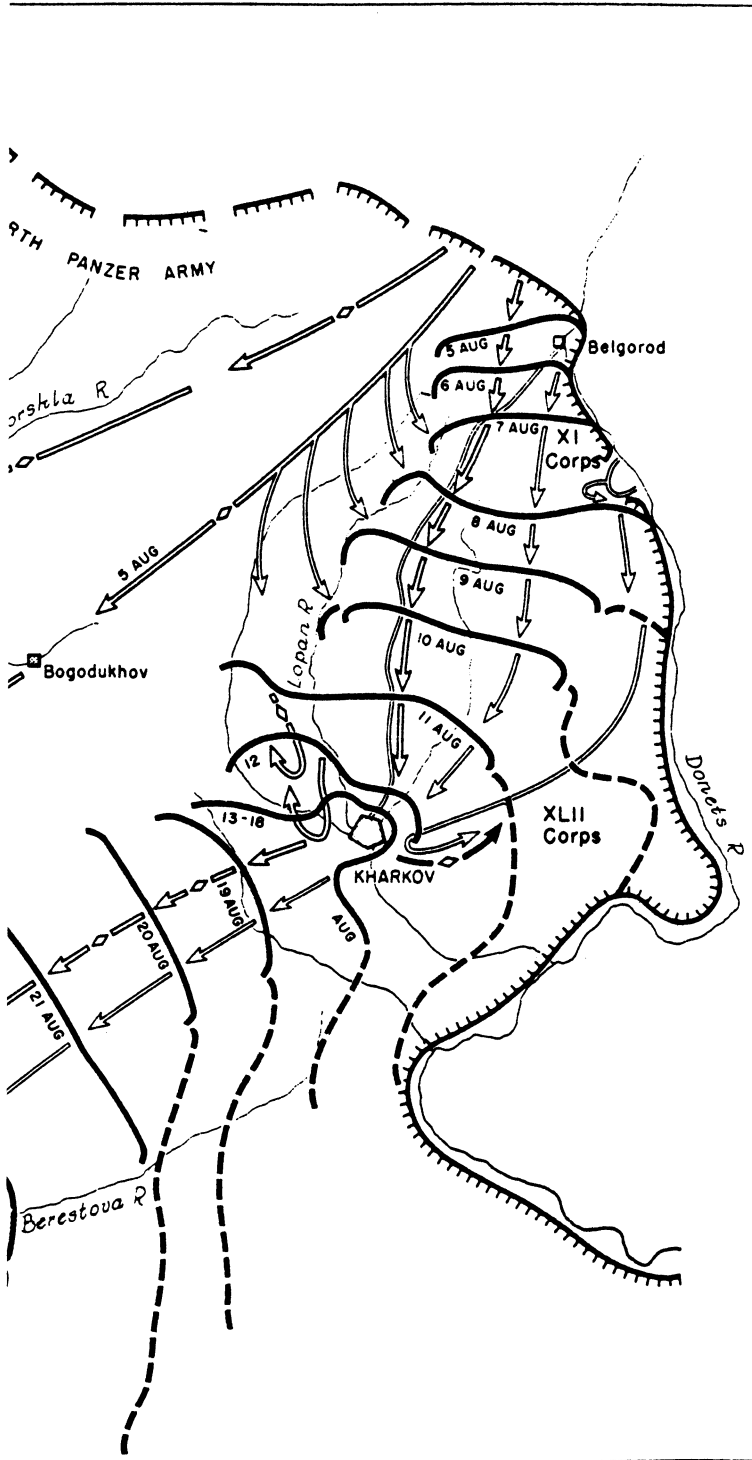 RTH PANZER ARMY
5 AUG
Belgorod
6 AUG
orskla R
7 AUG
XI
Corps
8 AUG
5 AUG
9 AUG
Lopan R
10 AUG
Bogodukhov
11 AUG
12
Donets R
13-18
XLII
Corps
KHARKOV
19 AUG
AUG
20 AUG
21 AUG
Berestova R